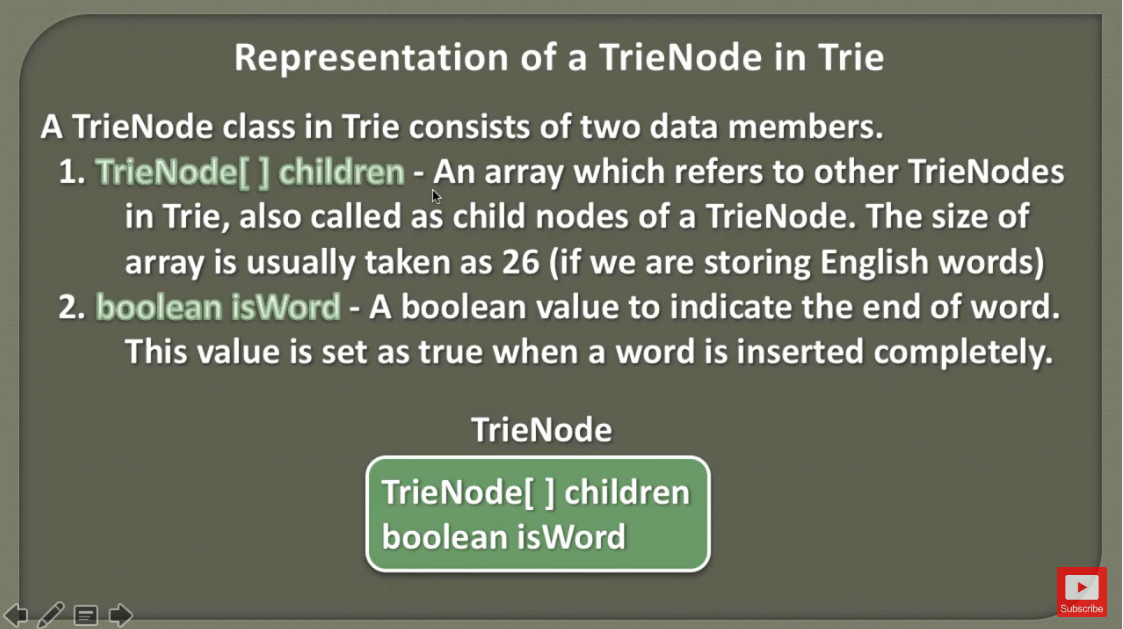 Representation of a TrieNode in Trie
A TrieNode class in Trie consists of two data members.
1. TrieNode[ ] children - An array which refers to other TrieNodes
in Trie, also called as child nodes of a TrieNode. The size of
array is usually taken as 26 (if we are storing English words)
2. boolean isWord - A boolean value to indicate the end of word.
This value is set as true when a word is inserted completely.
TrieNode
TrieNode[ ] children
boolean isWord
Subscribe